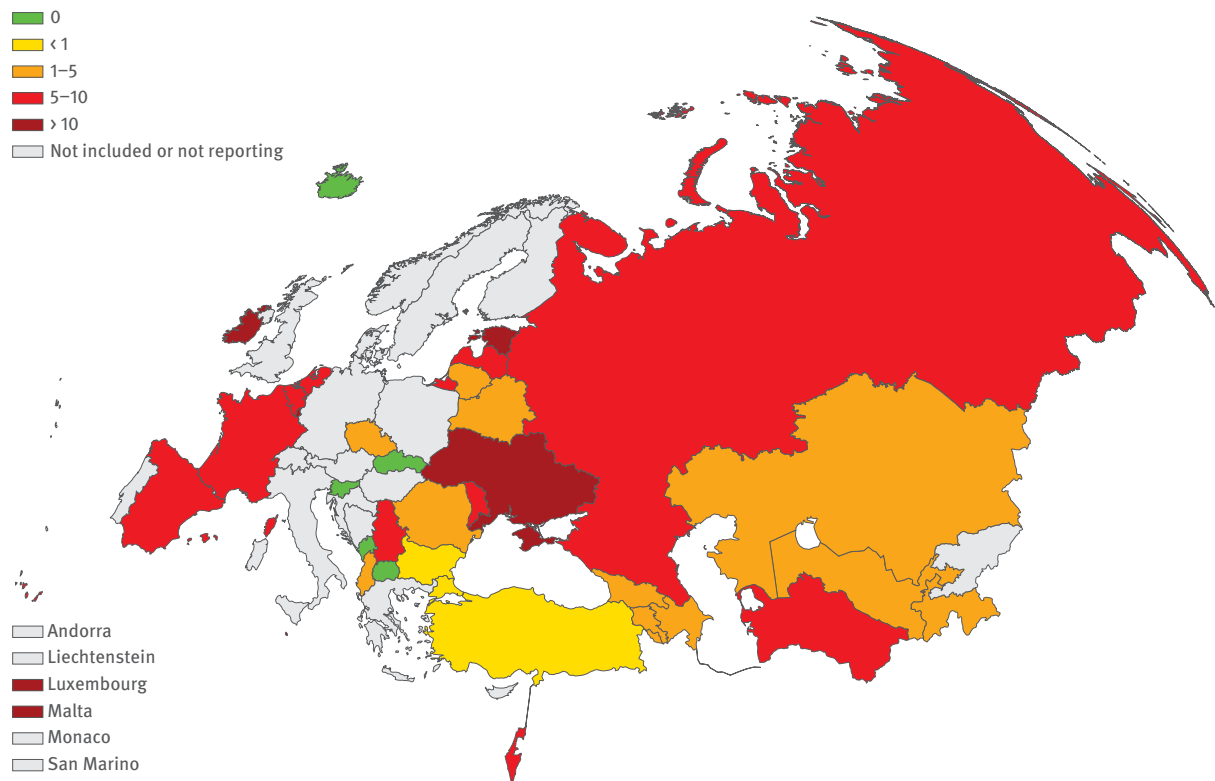 0
‹ 1
1–5
5–10
› 10
Not included or not reporting
Andorra
Liechtenstein
Luxembourg
Malta
Monaco
San Marino